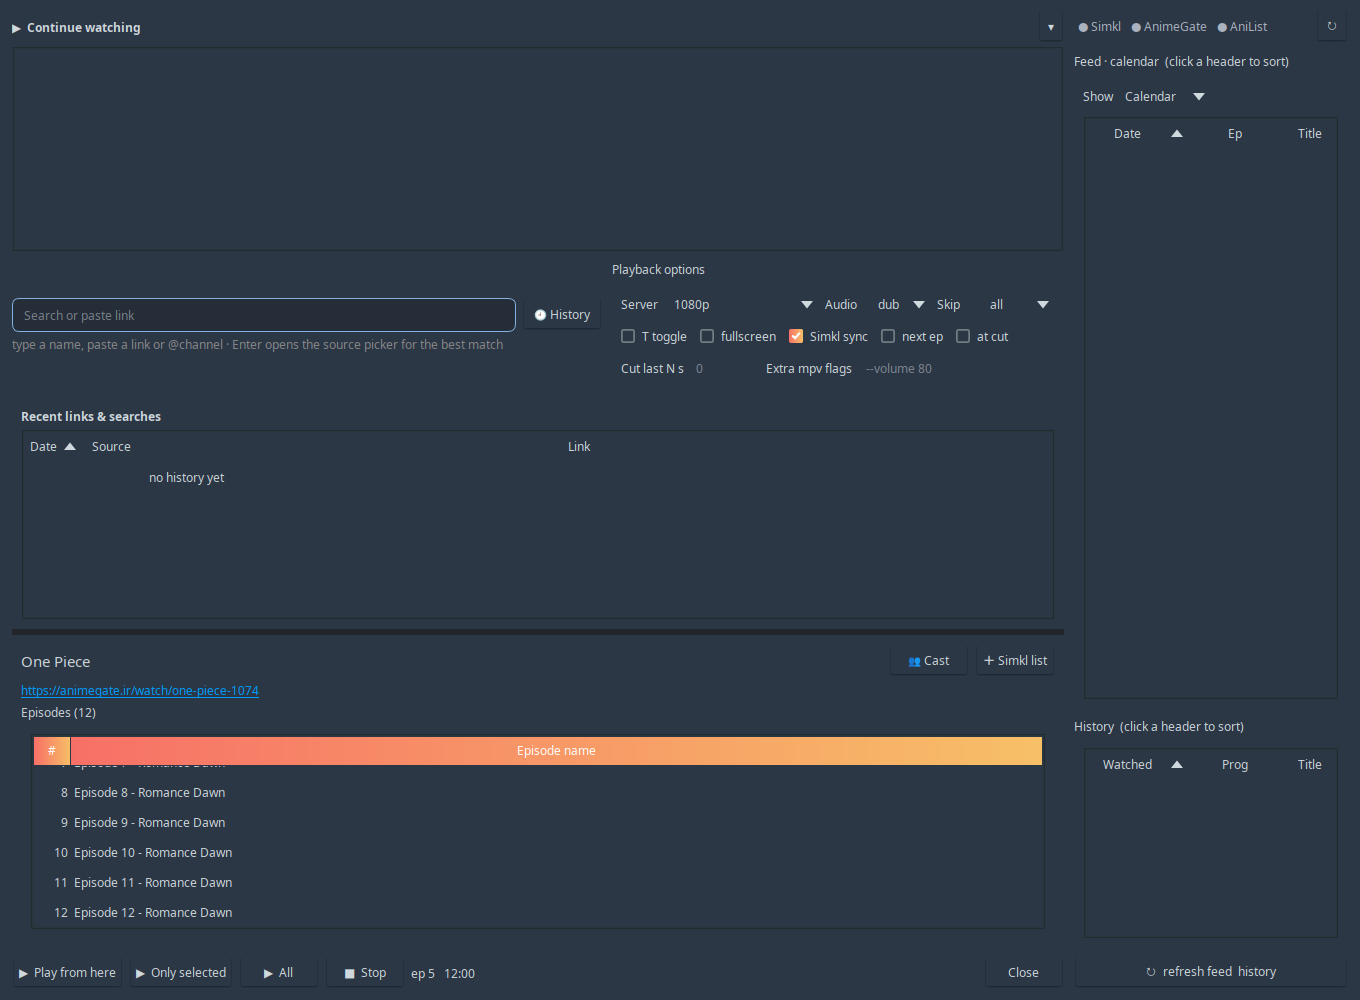 ▶ Continue watching
▼
● Simkl ● AnimeGate ● AniList ↻
Feed · calendar (click a header to sort)
Show Calendar
Date Ep Title
Playback options
Search or paste link
🕘 History
type a name, paste a link or @channel · Enter opens the source picker for the best match
Server 1080p Audio dub Skip all
T toggle fullscreen Simkl sync next ep at cut
Cut last N s 0 Extra mpv flags --volume 80
Recent links & searches
Date Source Link
no history yet
One Piece
👥 Cast + Simkl list
https://animegate.ir/watch/one-piece-1074
Episodes (12)
# Episode name
8 Episode 8 - Romance Dawn
9 Episode 9 - Romance Dawn
10 Episode 10 - Romance Dawn
11 Episode 11 - Romance Dawn
12 Episode 12 - Romance Dawn
History (click a header to sort)
Watched Prog Title
▶ Play from here ▶ Only selected ▶ All ■ Stop ep 5 12:00 Close
↻ refresh feed history